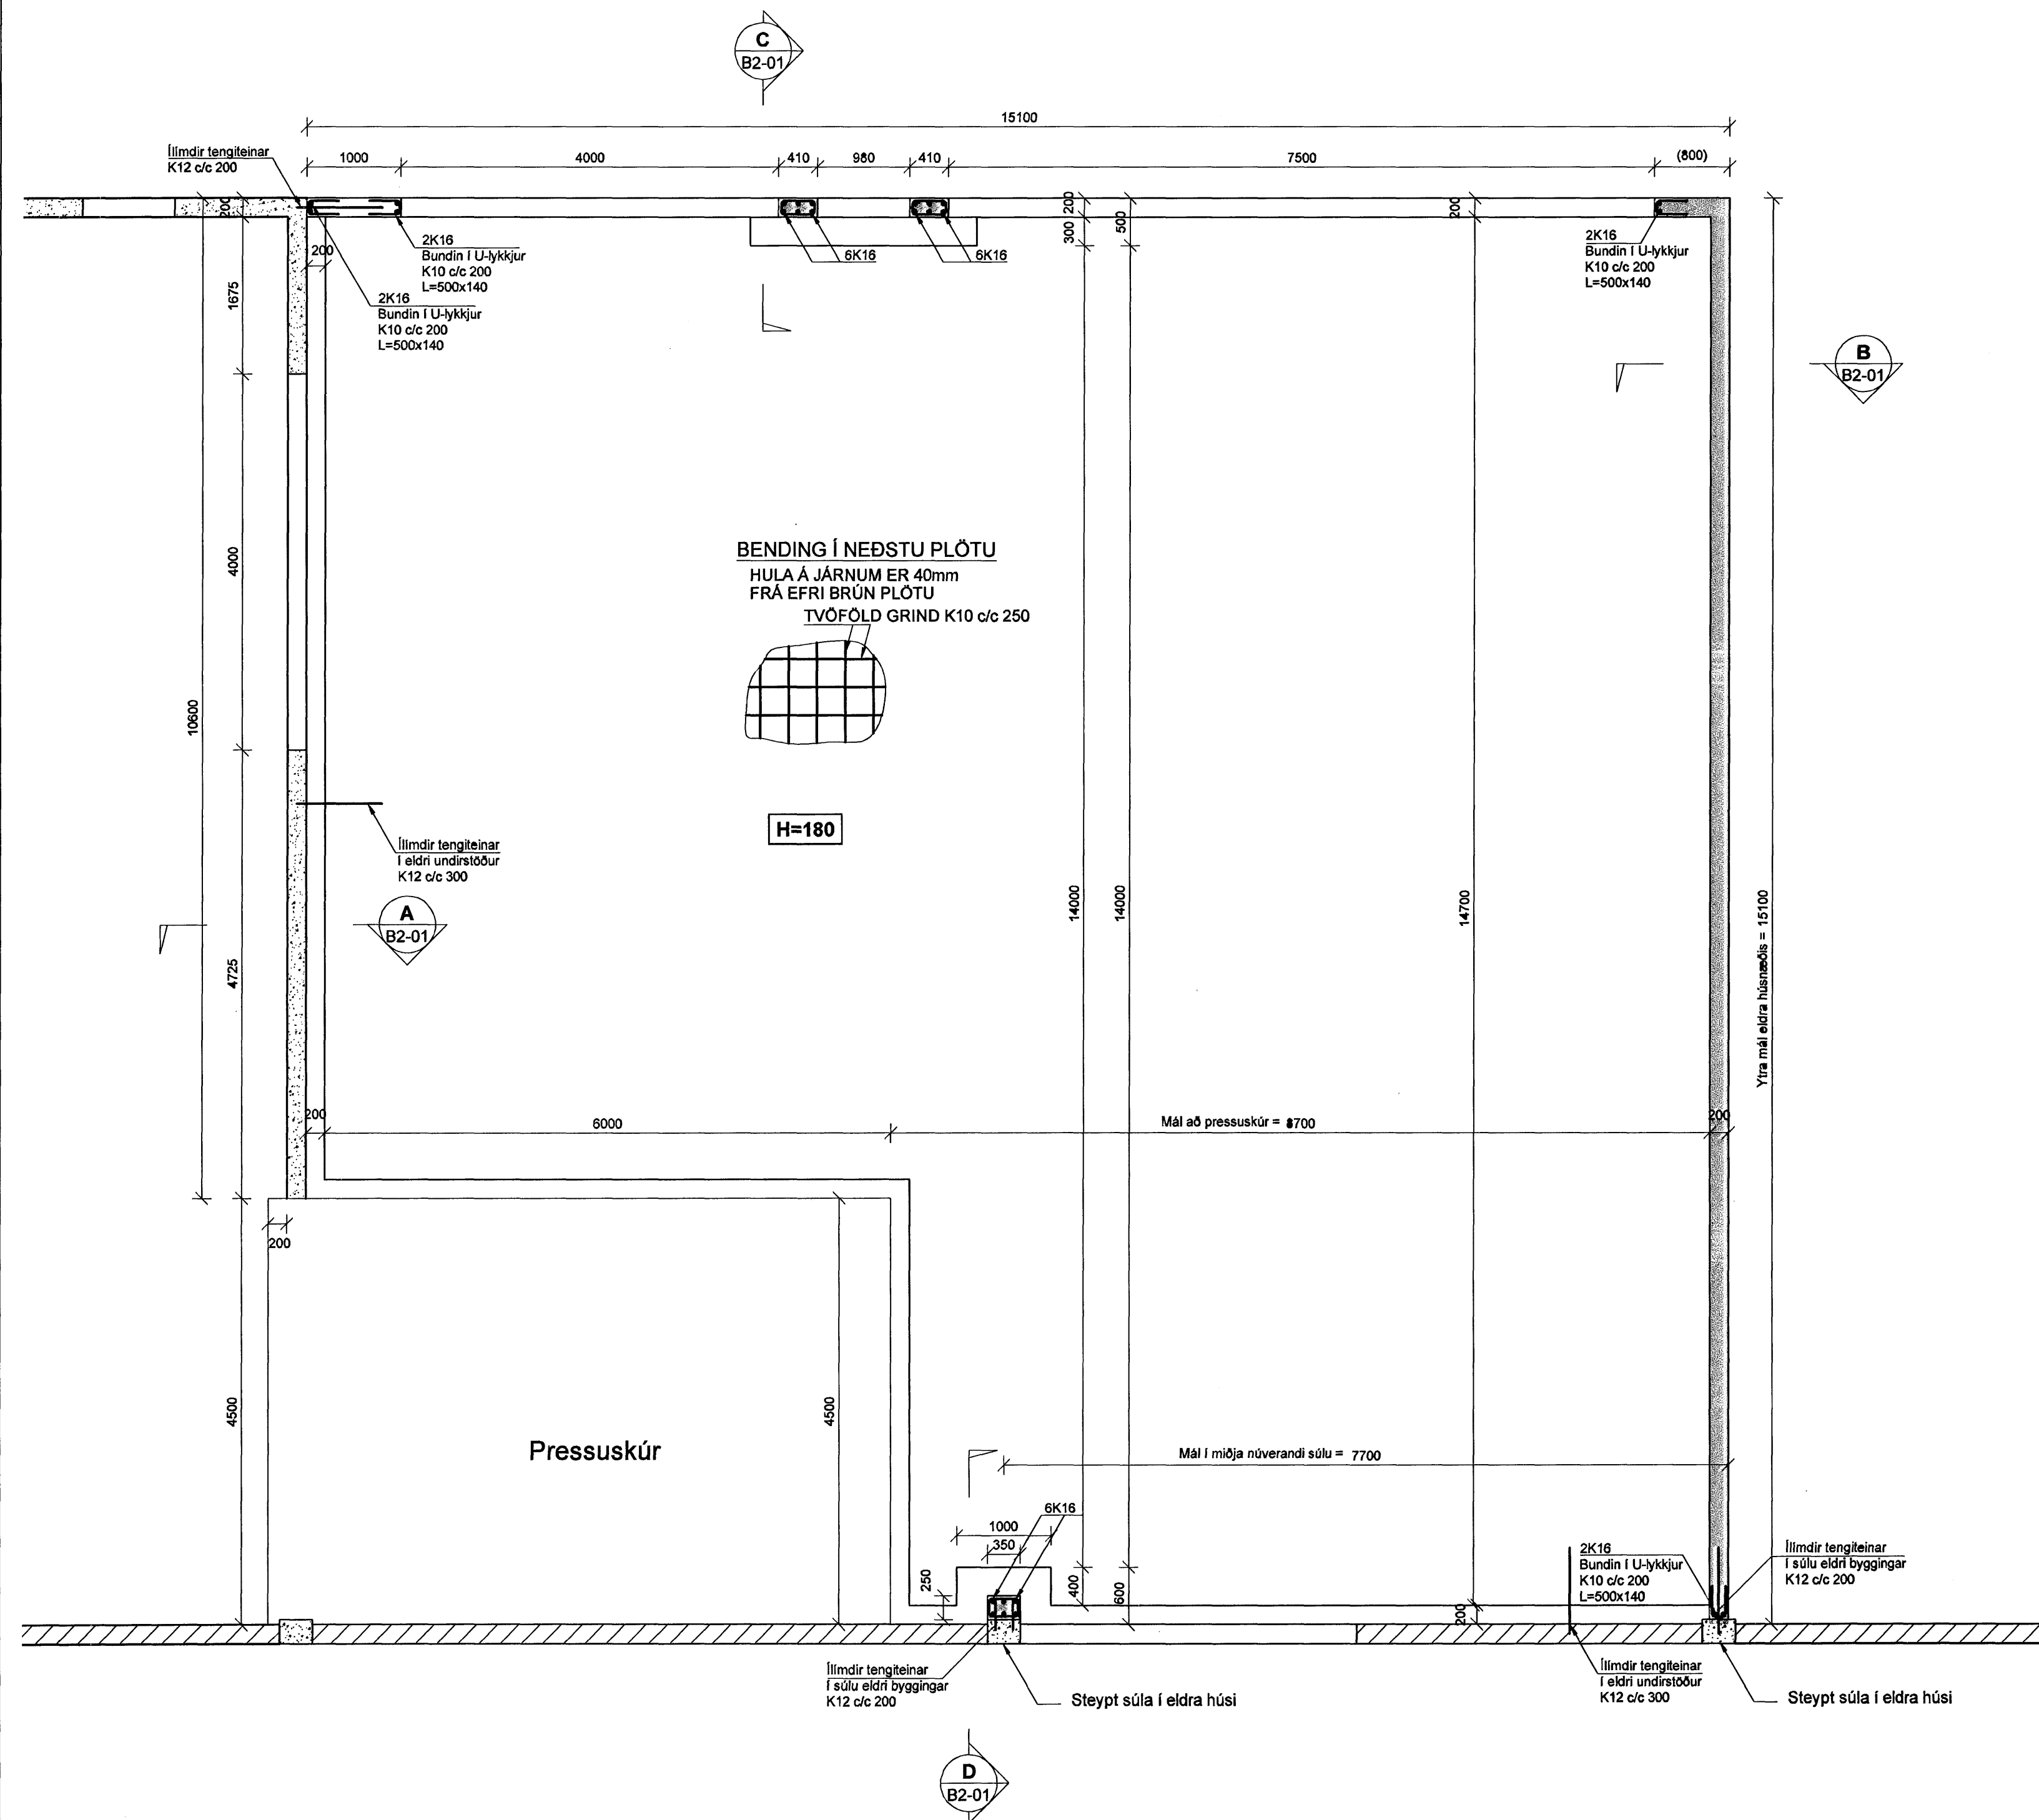 C
B2-01
15100
1000
4000
410
980
410
7500
(800)
Ílímdir tengiteinar
K12 c/c 200
200
200
2K16
Bundin í U-lykkjur
K10 c/c 200
L=500x140
2K16
Bundin í U-lykkjur
K10 c/c 200
L=500x140
6K16
6K16
200
300
500
200
2K16
Bundin í U-lykkjur
K10 c/c 200
L=500x140
1675
B
B2-01
4000
BENDING Í NEÐSTU PLÖTU
HULA Á JÁRNUM ER 40mm
FRÁ EFRI BRÚN PLÖTU
TVÖFÖLD GRIND K10 c/c 250
10600
H=180
Ílímdir tengiteinar
í eldri undirstöður
K12 c/c 300
A
B2-01
4725
14000
14000
14700
Ytra mál eldra húsnæðis = 15100
200
6000
Mál að pressuskúr = 8700
200
200
4500
4500
Pressuskúr
Mál í miðja núverandi súlu = 7700
6K16
1000
350
250
400
600
200
2K16
Bundin í U-lykkjur
K10 c/c 200
L=500x140
Ílímdir tengiteinar
í súlu eldri byggingar
K12 c/c 200
Ílímdir tengiteinar
í súlu eldri byggingar
K12 c/c 200
Steypt súla í eldra húsi
Ílímdir tengiteinar
í eldri undirstöður
K12 c/c 300
Steypt súla í eldra húsi
D
B2-01